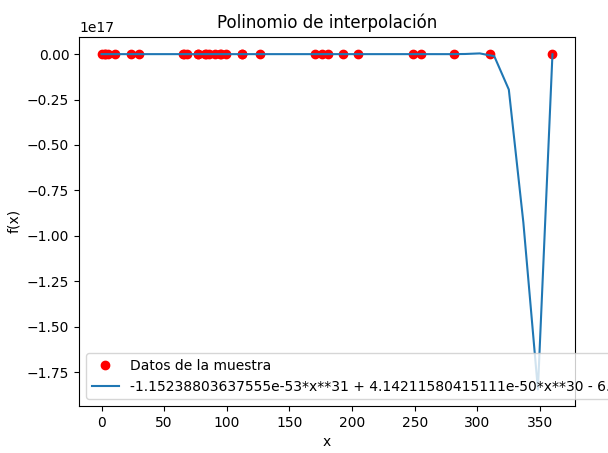 Polinomio de interpolación
1e17
0.00
−0.25
−0.50
−0.75
−1.00
−1.25
−1.50
−1.75
f(x)
Datos de la muestra
-1.15238803637555e-53*x**31 + 4.14211580415111e-50*x**30 - 6.
0 50 100 150 200 250 300 350
x